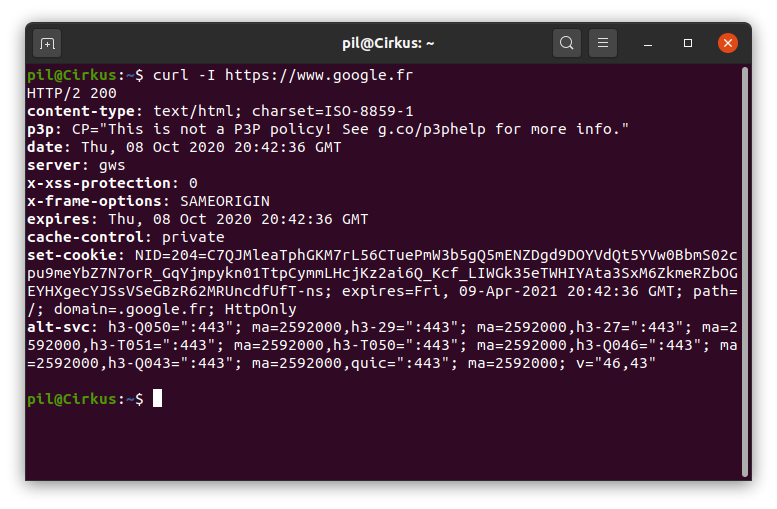 pil@Cirkus: ~
pil@Cirkus:~$ curl -I https://www.google.fr
HTTP/2 200
content-type: text/html; charset=ISO-8859-1
p3p: CP="This is not a P3P policy! See g.co/p3phelp for more info."
date: Thu, 08 Oct 2020 20:42:36 GMT
server: gws
x-xss-protection: 0
x-frame-options: SAMEORIGIN
expires: Thu, 08 Oct 2020 20:42:36 GMT
cache-control: private
set-cookie: NID=204=C7QJMleaTphGKM7rL56CTuePmW3b5gQ5mENZDgd9DOYVdQt5YVw0BbmS02c
pu9meYbZ7N7orR_GqYjmpykn01TtpCymmLHcjKz2ai6Q_Kcf_LIWGk35eTWHIYAta3SxM6ZkmeRZbOG
EYHXgecYJSsVSeGBzR62MRUncdfUfT-ns; expires=Fri, 09-Apr-2021 20:42:36 GMT; path=
/; domain=.google.fr; HttpOnly
alt-svc: h3-Q050=":443"; ma=2592000,h3-29=":443"; ma=2592000,h3-27=":443"; ma=2
592000,h3-T051=":443"; ma=2592000,h3-T050=":443"; ma=2592000,h3-Q046=":443"; ma
=2592000,h3-Q043=":443"; ma=2592000,quic=":443"; ma=2592000; v="46,43"
pil@Cirkus:~$